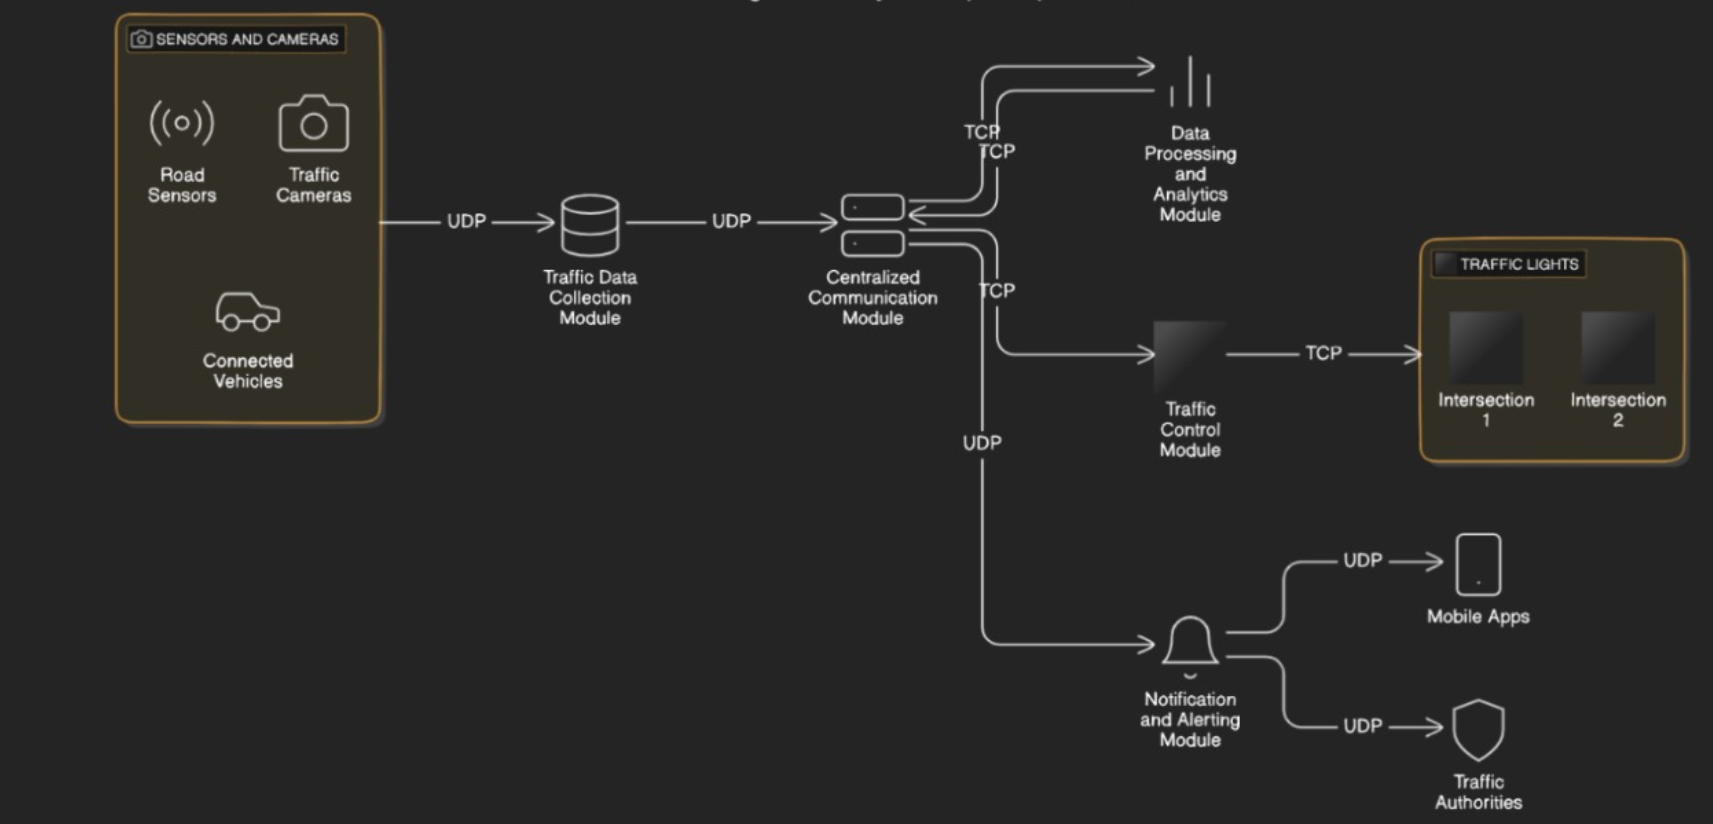 SENSORS AND CAMERAS
Road
Sensors
Traffic
Cameras
Connected
Vehicles
UDP
Traffic Data
Collection
Module
UDP
Centralized
Communication
Module
TCP
TCP
Data
Processing
and
Analytics
Module
TCP
Traffic
Control
Module
TCP
TRAFFIC LIGHTS
Intersection
1
Intersection
2
UDP
Notification
and Alerting
Module
UDP
Mobile Apps
UDP
Traffic
Authorities